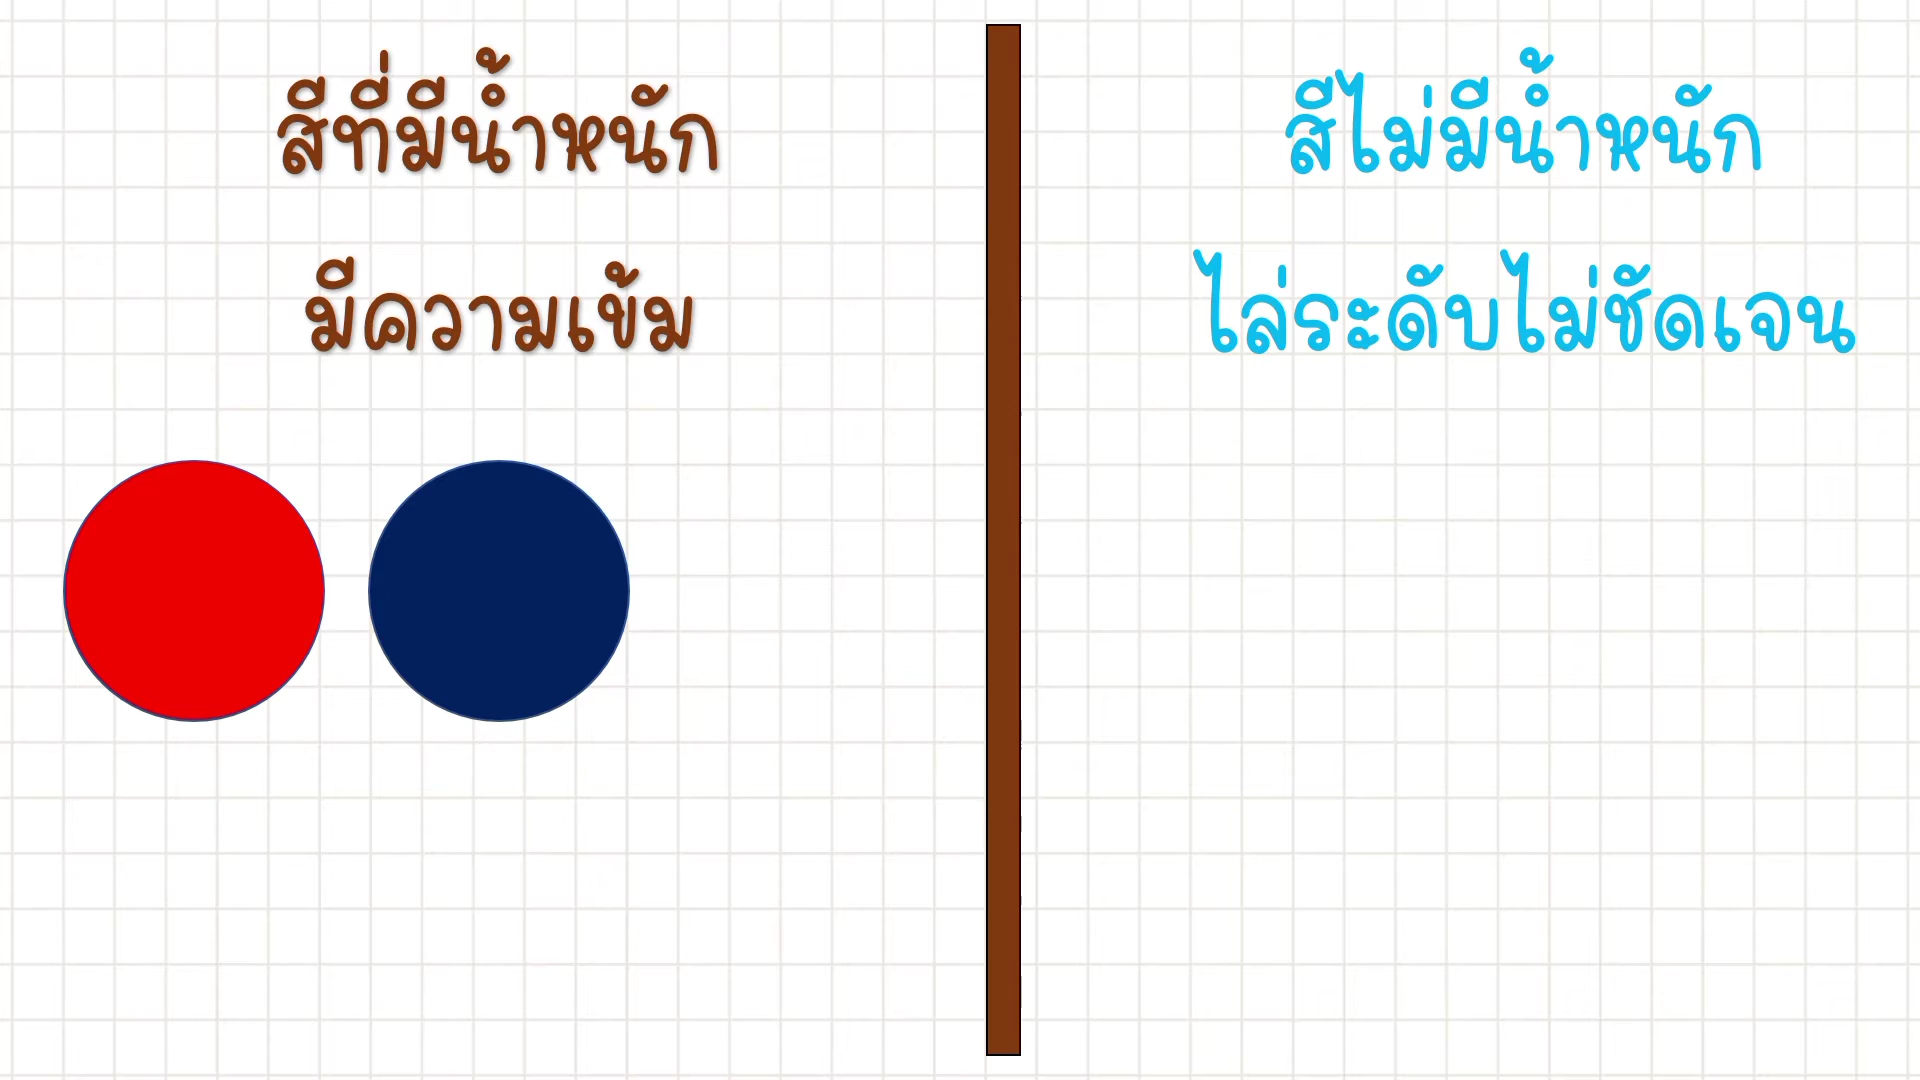 สีที่มีน้ำหนัก
มีความเข้ม
สีไม่มีน้ำหนัก
ไล่ระดับไม่ชัดเจน